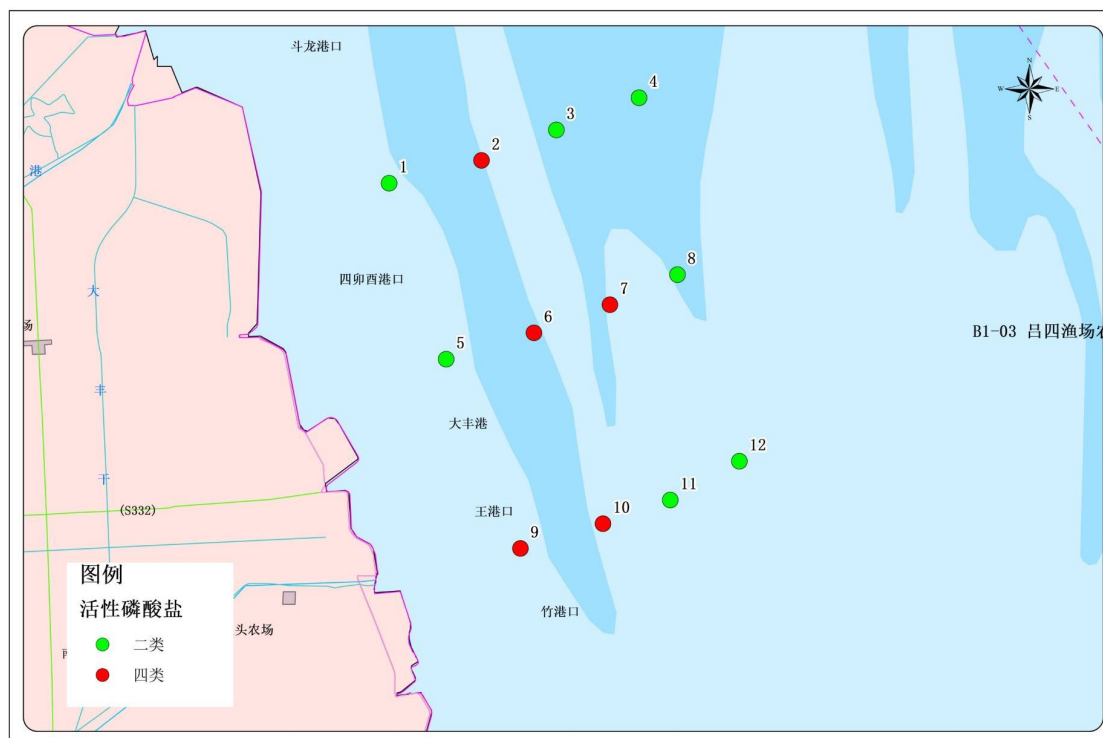 斗龙港口
N
W E
S
4
3
2
1
港
四卯酉港口
大
8
7
6
B1-03 吕四渔场农
场
5
丰
大丰港
12
干
11
(S332)
王港口
10
9
图例
活性磷酸盐
二类
四类
竹港口
头农场